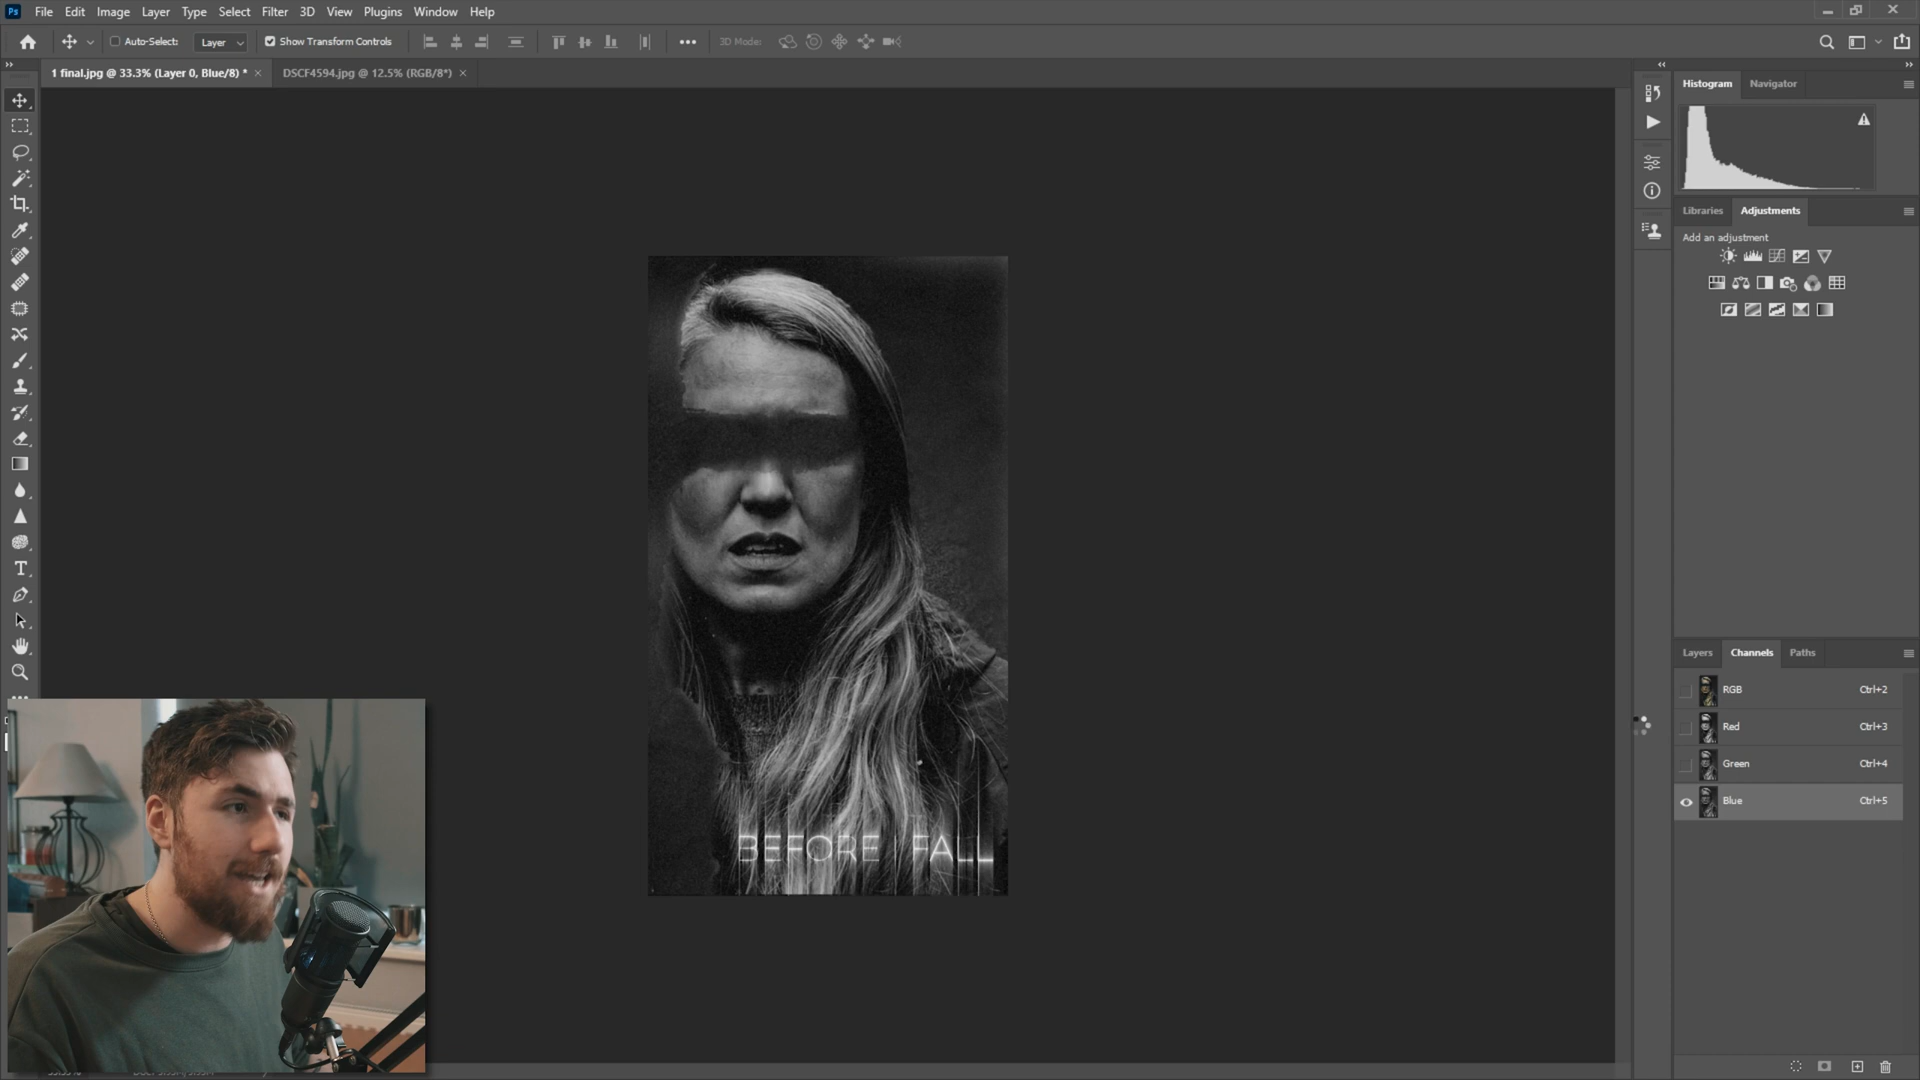 Ps File Edit Image Layer Type Select Filter 3D View Plugins Window Help
Auto-Select: Layer Show Transform Controls 3D Mode:
1 final.jpg @ 33.3% (Layer 0, Blue/8) * DSCF4594.jpg @ 12.5% (RGB/8*)
Histogram Navigator
Libraries Adjustments
Add an adjustment
Layers Channels Paths
RGB Ctrl+2
Red Ctrl+3
Green Ctrl+4
Blue Ctrl+5
BEFORE FALL